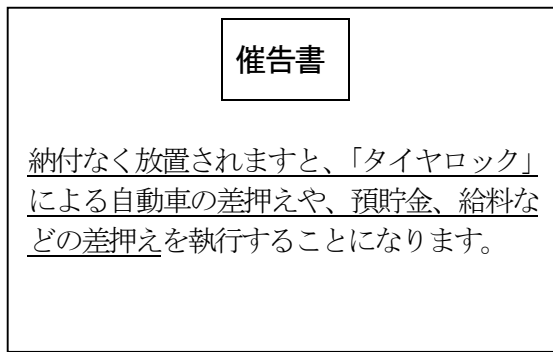 催告書
納付なく放置されますと、「タイヤロック」
による自動車の差押えや、預貯金、給料な
どの差押えを執行することになります。